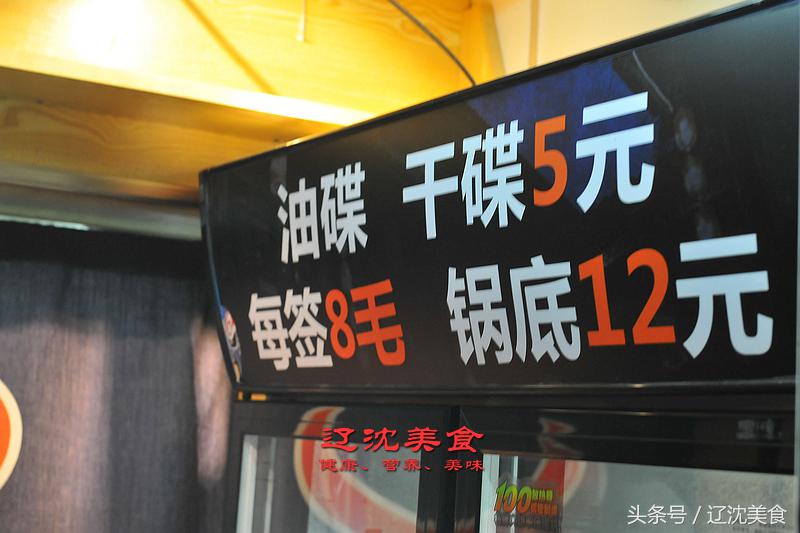 油碟 干碟5元
每签8毛 锅底12元
辽沈美食
健康、营养、美味
100
头条号 / 辽沈美食